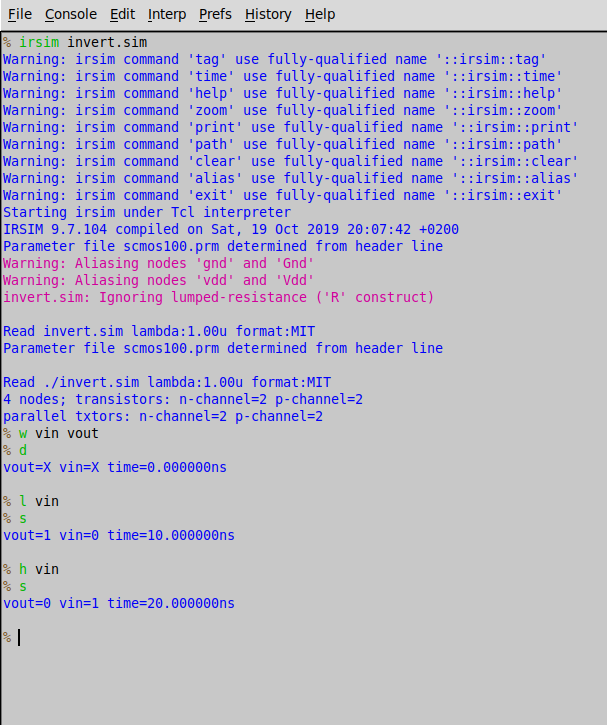 File Console Edit Interp Prefs History Help
% irsim invert.sim
Warning: irsim command 'tag' use fully-qualified name '::irsim::tag'
Warning: irsim command 'time' use fully-qualified name '::irsim::time'
Warning: irsim command 'help' use fully-qualified name '::irsim::help'
Warning: irsim command 'zoom' use fully-qualified name '::irsim::zoom'
Warning: irsim command 'print' use fully-qualified name '::irsim::print'
Warning: irsim command 'path' use fully-qualified name '::irsim::path'
Warning: irsim command 'clear' use fully-qualified name '::irsim::clear'
Warning: irsim command 'alias' use fully-qualified name '::irsim::alias'
Warning: irsim command 'exit' use fully-qualified name '::irsim::exit'
Starting irsim under Tcl interpreter
IRSIM 9.7.104 compiled on Sat, 19 Oct 2019 20:07:42 +0200
Parameter file scmos100.prm determined from header line
Warning: Aliasing nodes 'gnd' and 'Gnd'
Warning: Aliasing nodes 'vdd' and 'Vdd'
invert.sim: Ignoring lumped-resistance ('R' construct)
Read invert.sim lambda:1.00u format:MIT
Parameter file scmos100.prm determined from header line
Read ./invert.sim lambda:1.00u format:MIT
4 nodes; transistors: n-channel=2 p-channel=2
parallel txtors: n-channel=2 p-channel=2
% w vin vout
% d
vout=X vin=X time=0.000000ns
% l vin
% s
vout=1 vin=0 time=10.000000ns
% h vin
% s
vout=0 vin=1 time=20.000000ns
%